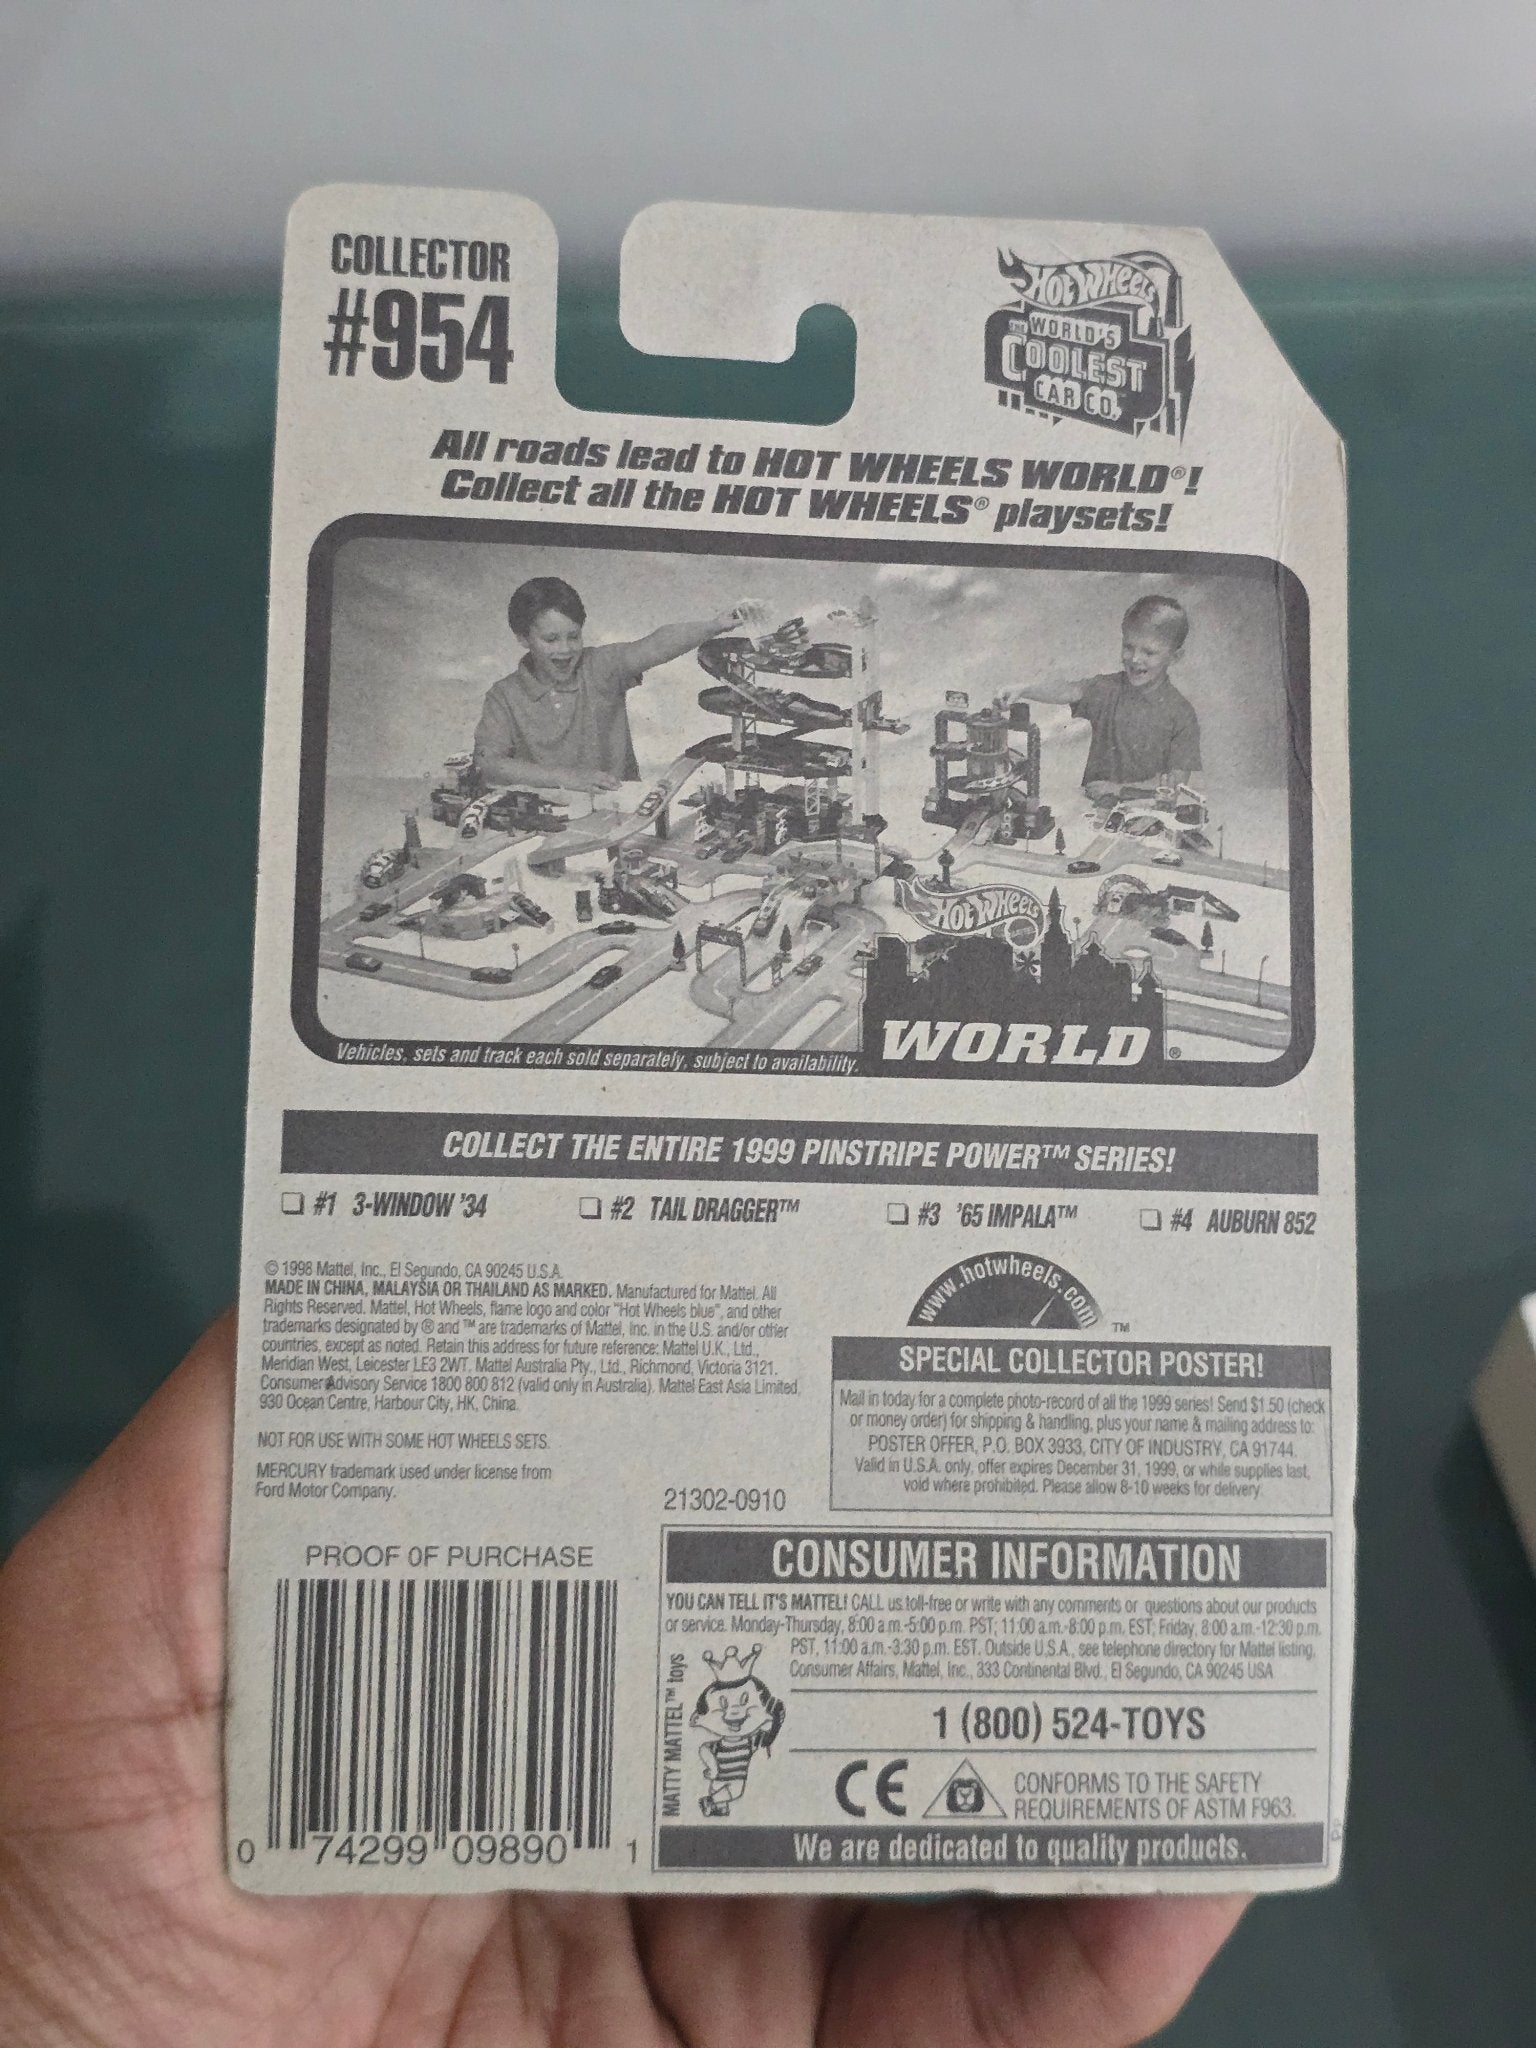 COLLECTOR
#954
HOT WHEELS
THE WORLD'S
COOLEST
CAR CO.
All roads lead to HOT WHEELS WORLD®!
Collect all the HOT WHEELS® playsets!
HOT WHEELS
WORLD®
Vehicles, sets and track each sold separately, subject to availability.
COLLECT THE ENTIRE 1999 PINSTRIPE POWER™ SERIES!
#1 3-WINDOW '34
#2 TAIL DRAGGER™
#3 '65 IMPALA™
#4 AUBURN 852
© 1998 Mattel, Inc., El Segundo, CA 90245 U.S.A.
MADE IN CHINA, MALAYSIA OR THAILAND AS MARKED. Manufactured for Mattel. All
Rights Reserved. Mattel, Hot Wheels, flame logo and color "Hot Wheels blue", and other
trademarks designated by ® and ™ are trademarks of Mattel, Inc. in the U.S. and/or other
countries, except as noted. Retain this address for future reference: Mattel U.K., Ltd.,
Meridian West, Leicester LE3 2WT. Mattel Australia Pty., Ltd., Richmond, Victoria 3121.
Consumer Advisory Service 1800 800 812 (valid only in Australia). Mattel East Asia Limited,
930 Ocean Centre, Harbour City, HK, China.
NOT FOR USE WITH SOME HOT WHEELS SETS.
MERCURY trademark used under license from
Ford Motor Company.
21302-0910
www.hotwheels.com™
SPECIAL COLLECTOR POSTER!
Mail in today for a complete photo-record of all the 1999 series! Send $1.50 (check
or money order) for shipping & handling, plus your name & mailing address to:
POSTER OFFER, P.O. BOX 3933, CITY OF INDUSTRY, CA 91744.
Valid in U.S.A. only, offer expires December 31, 1999, or while supplies last,
void where prohibited. Please allow 8-10 weeks for delivery.
PROOF OF PURCHASE
0 74299 09890 1
CONSUMER INFORMATION
YOU CAN TELL IT'S MATTEL! CALL us toll-free or write with any comments or questions about our products
or service. Monday-Thursday, 8:00 a.m.-5:00 p.m. PST; 11:00 a.m.-8:00 p.m. EST; Friday, 8:00 a.m.-12:30 p.m.
PST, 11:00 a.m.-3:30 p.m. EST. Outside U.S.A., see telephone directory for Mattel listing.
Consumer Affairs, Mattel, Inc., 333 Continental Blvd., El Segundo, CA 90245 USA
MATTY MATTEL™ toys
1 (800) 524-TOYS
CE
CONFORMS TO THE SAFETY
REQUIREMENTS OF ASTM F963.
We are dedicated to quality products.